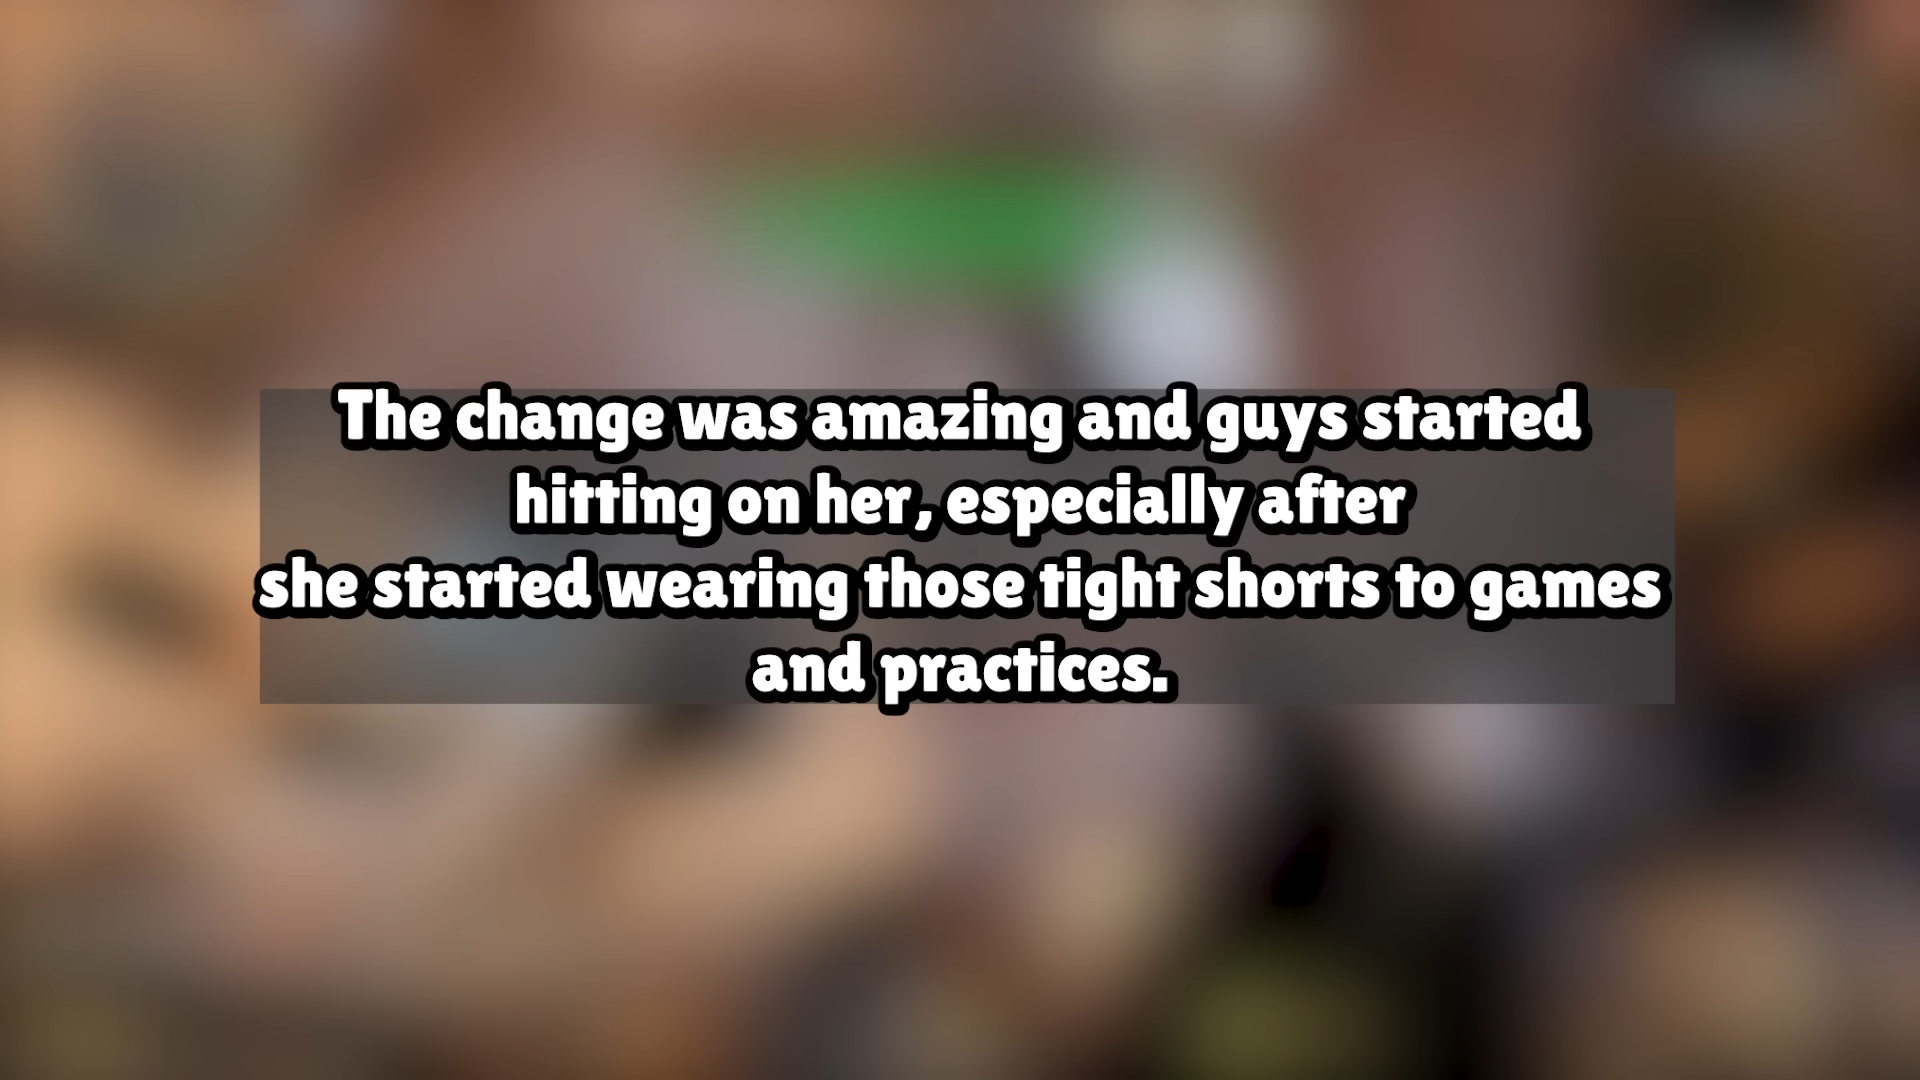 The change was amazing and guys started
hitting on her, especially after
she started wearing those tight shorts to games
and practices.